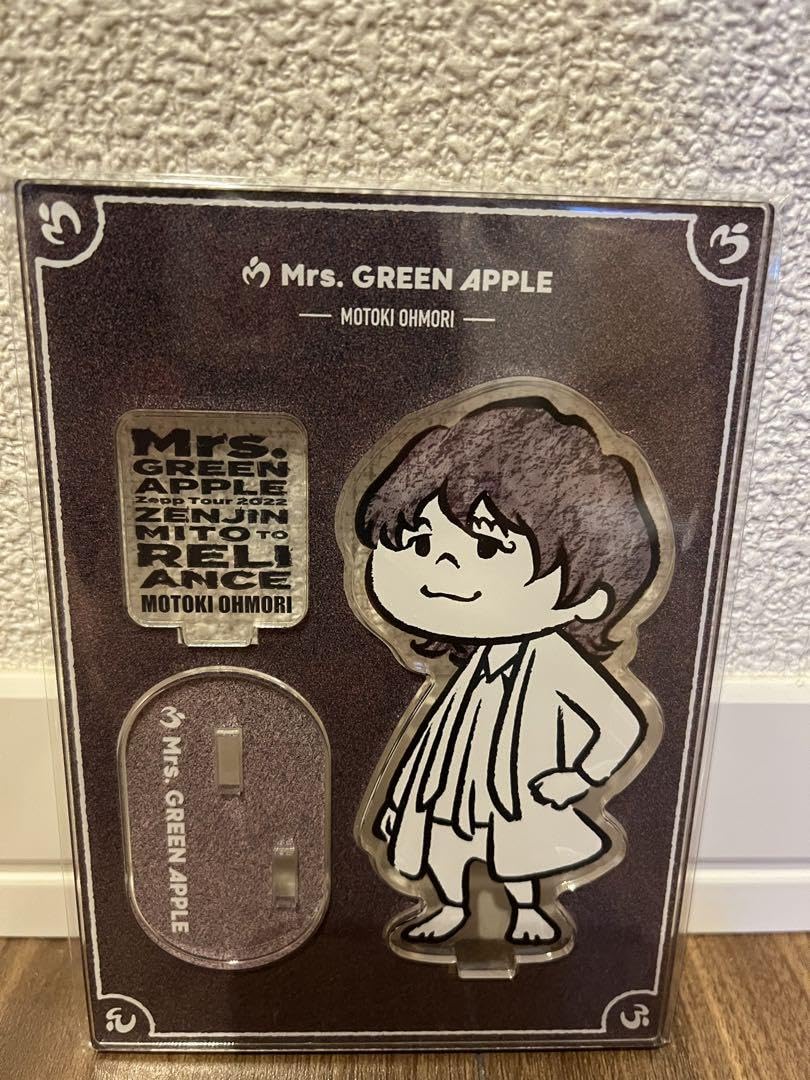 Mrs. GREEN APPLE
MOTOKI OHMORI
Mrs.
GREEN
APPLE
Zepp Tour 2022
ZENJIN
MITO TO
RELI
ANCE
MOTOKI OHMORI
Mrs. GREEN APPLE